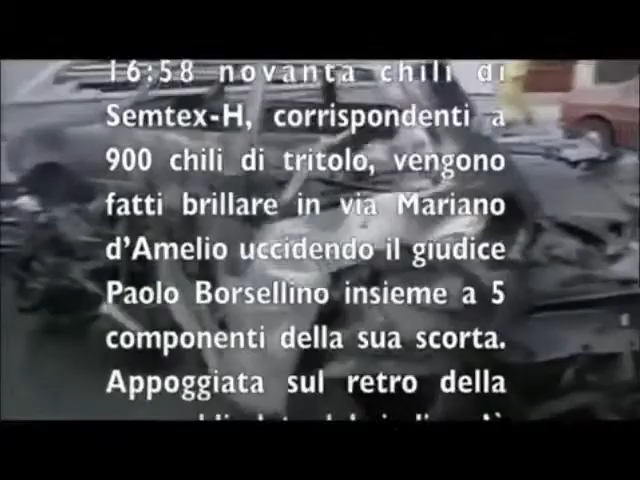 16:58 novanta chili di
Semtex-H, corrispondenti a
900 chili di tritolo, vengono
fatti brillare in via Mariano
d'Amelio uccidendo il giudice
Paolo Borsellino insieme a 5
componenti della sua scorta.
Appoggiata sul retro della